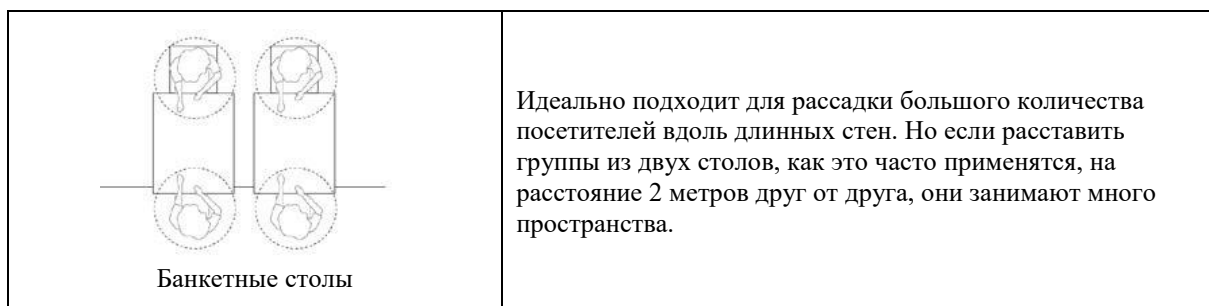 Банкетные столы
Идеально подходит для рассадки большого количества
посетителей вдоль длинных стен. Но если расставить
группы из двух столов, как это часто применятся, на
расстояние 2 метров друг от друга, они занимают много
пространства.